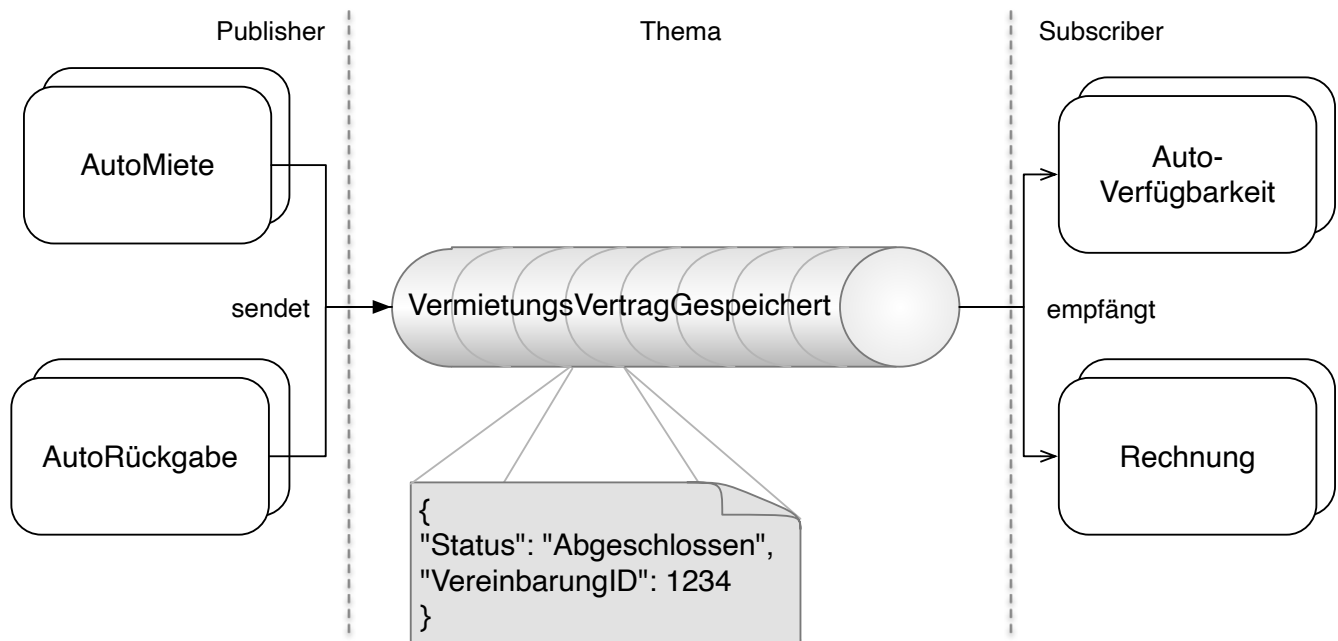 Publisher
Thema
Subscriber
AutoMiete
Auto-
Verfügbarkeit
sendet
VermietungsVertragGespeichert
empfängt
AutoRückgabe
Rechnung
{
"Status": "Abgeschlossen",
"VereinbarungID": 1234
}